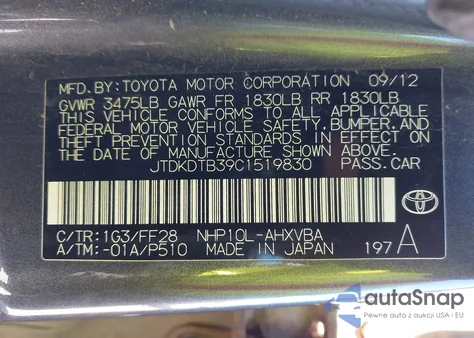 MFD. BY: TOYOTA MOTOR CORPORATION 09/12
GVWR 3475LB GAWR FR 1830LB RR 1830LB
THIS VEHICLE CONFORMS TO ALL APPLICABLE
FEDERAL MOTOR VEHICLE SAFETY, BUMPER, AND
THEFT PREVENTION STANDARDS IN EFFECT ON
THE DATE OF MANUFACTURE SHOWN ABOVE.
JTDKDTB39C1519830 PASS. CAR
TOYOTA
C/TR: 1G3/FF28 NHP10L-AHXVBA
A/TM: -01A/P510 MADE IN JAPAN 197 A
autoSnap
Pewne auta z USA i EU